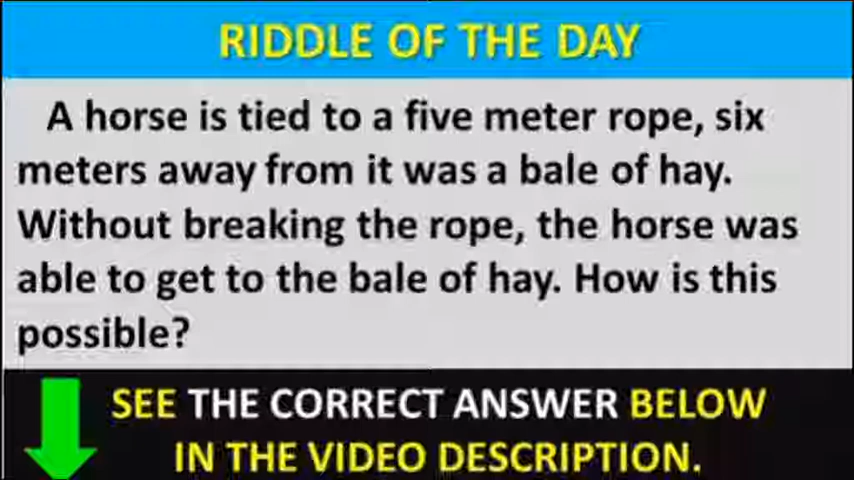 RIDDLE OF THE DAY
A horse is tied to a five meter rope, six
meters away from it was a bale of hay.
Without breaking the rope, the horse was
able to get to the bale of hay. How is this
possible?
SEE THE CORRECT ANSWER BELOW
IN THE VIDEO DESCRIPTION.